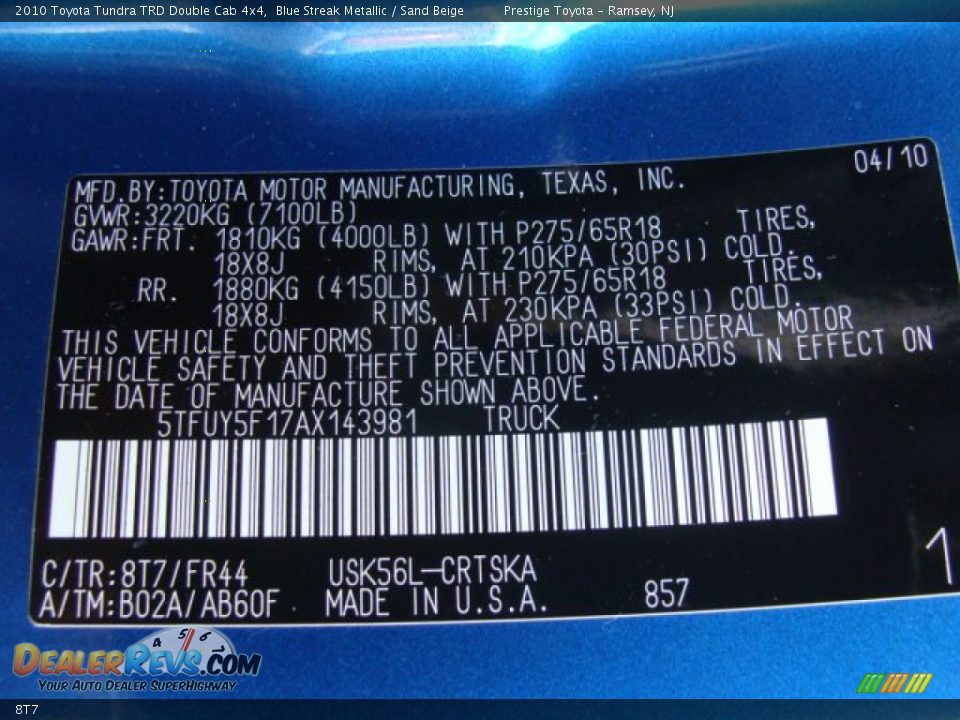 2010 Toyota Tundra TRD Double Cab 4x4, Blue Streak Metallic / Sand Beige Prestige Toyota - Ramsey, NJ
04/10
MFD.BY:TOYOTA MOTOR MANUFACTURING, TEXAS, INC.
GVWR:3220KG (7100LB)
GAWR:FRT. 1810KG (4000LB) WITH P275/65R18 TIRES,
18X8J RIMS, AT 210KPA (30PSI) COLD.
RR. 1880KG (4150LB) WITH P275/65R18 TIRES,
18X8J RIMS, AT 230KPA (33PSI) COLD.
THIS VEHICLE CONFORMS TO ALL APPLICABLE FEDERAL MOTOR
VEHICLE SAFETY AND THEFT PREVENTION STANDARDS IN EFFECT ON
THE DATE OF MANUFACTURE SHOWN ABOVE.
5TFUY5F17AX143981 TRUCK
C/TR:8T7/FR44 USK56L-CRTSKA
A/TM:B02A/AB60F MADE IN U.S.A. 857
1
4 5 6
DEALERREVS.COM
YOUR AUTO DEALER SUPERHIGHWAY
8T7